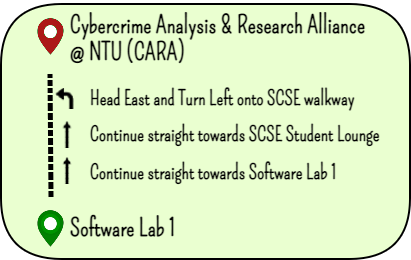 Cybercrime Analysis & Research Alliance
@ NTU (CARA)
Head East and Turn Left onto SCSE walkway
Continue straight towards SCSE Student Lounge
Continue straight towards Software Lab 1
Software Lab 1